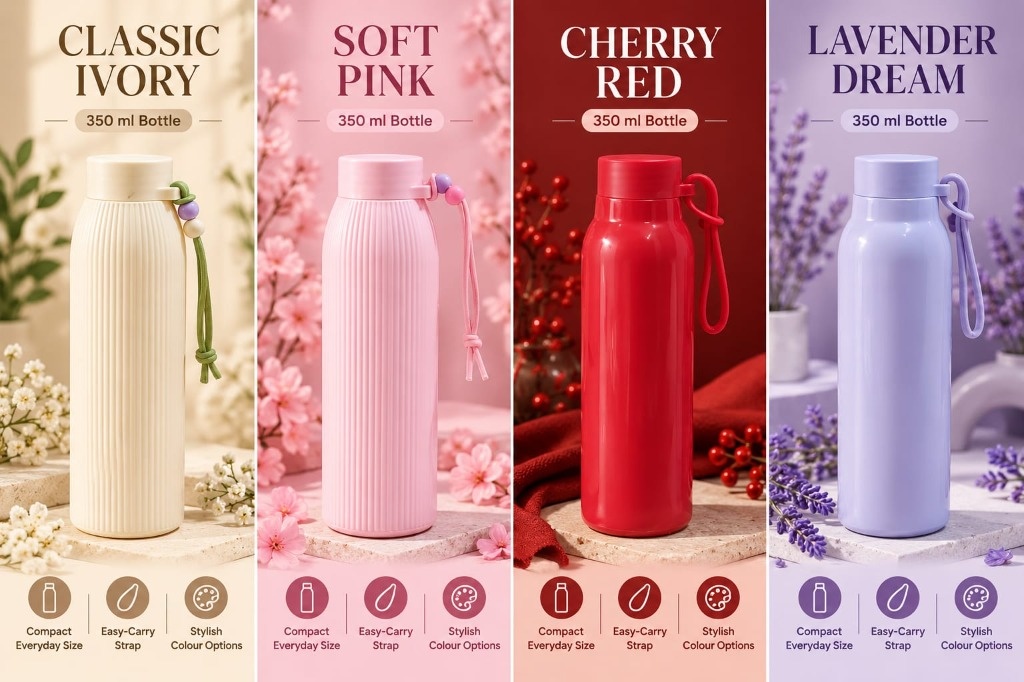 CLASSIC
IVORY
350 ml Bottle
Compact
Everyday Size
Easy-Carry
Strap
Stylish
Colour Options
SOFT
PINK
350 ml Bottle
Compact
Everyday Size
Easy-Carry
Strap
Stylish
Colour Options
CHERRY
RED
350 ml Bottle
Compact
Everyday Size
Easy-Carry
Strap
Stylish
Colour Options
LAVENDER
DREAM
350 ml Bottle
Compact
Everyday Size
Easy-Carry
Strap
Stylish
Colour Options